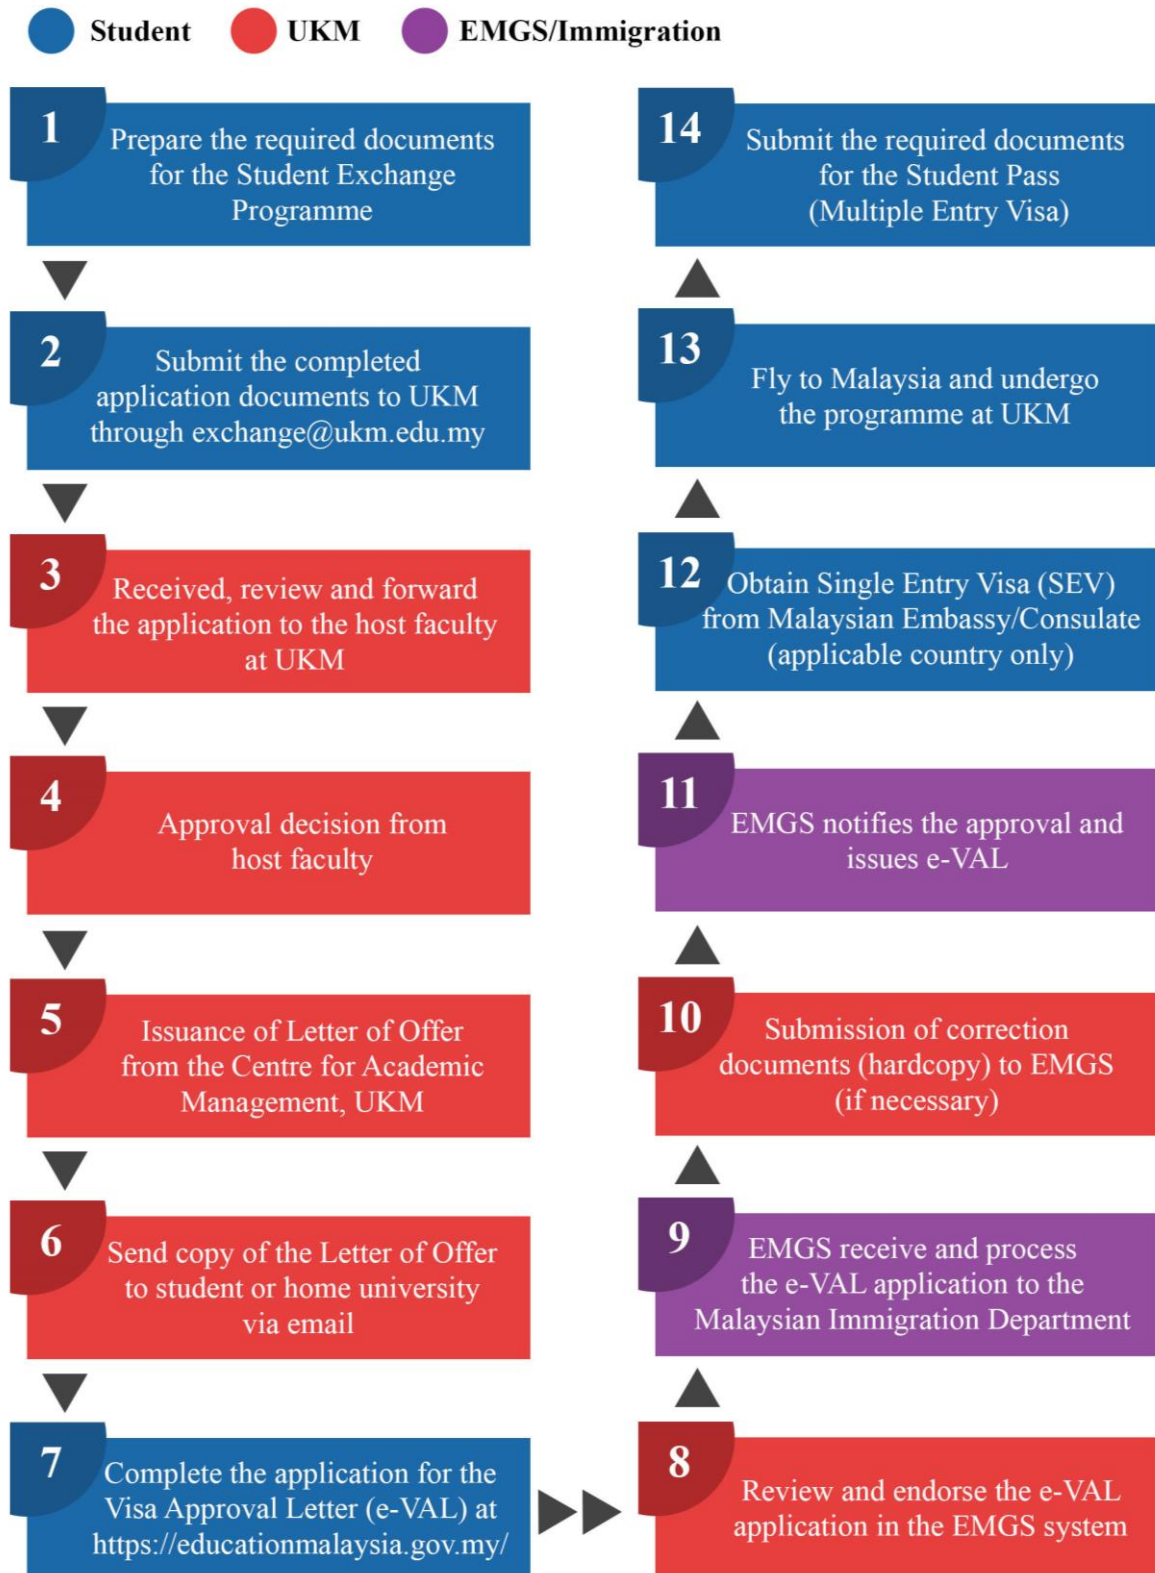 Student UKM EMGS/Immigration
1
Prepare the required documents
for the Student Exchange
Programme
2
Submit the completed
application documents to UKM
through exchange@ukm.edu.my
3
Received, review and forward
the application to the host faculty
at UKM
4
Approval decision from
host faculty
5
Issuance of Letter of Offer
from the Centre for Academic
Management, UKM
6
Send copy of the Letter of Offer
to student or home university
via email
7
Complete the application for the
Visa Approval Letter (e-VAL) at
https://educationmalaysia.gov.my/
8
Review and endorse the e-VAL
application in the EMGS system
9
EMGS receive and process
the e-VAL application to the
Malaysian Immigration Department
10
Submission of correction
documents (hardcopy) to EMGS
(if necessary)
11
EMGS notifies the approval and
issues e-VAL
12
Obtain Single Entry Visa (SEV)
from Malaysian Embassy/Consulate
(applicable country only)
13
Fly to Malaysia and undergo
the programme at UKM
14
Submit the required documents
for the Student Pass
(Multiple Entry Visa)